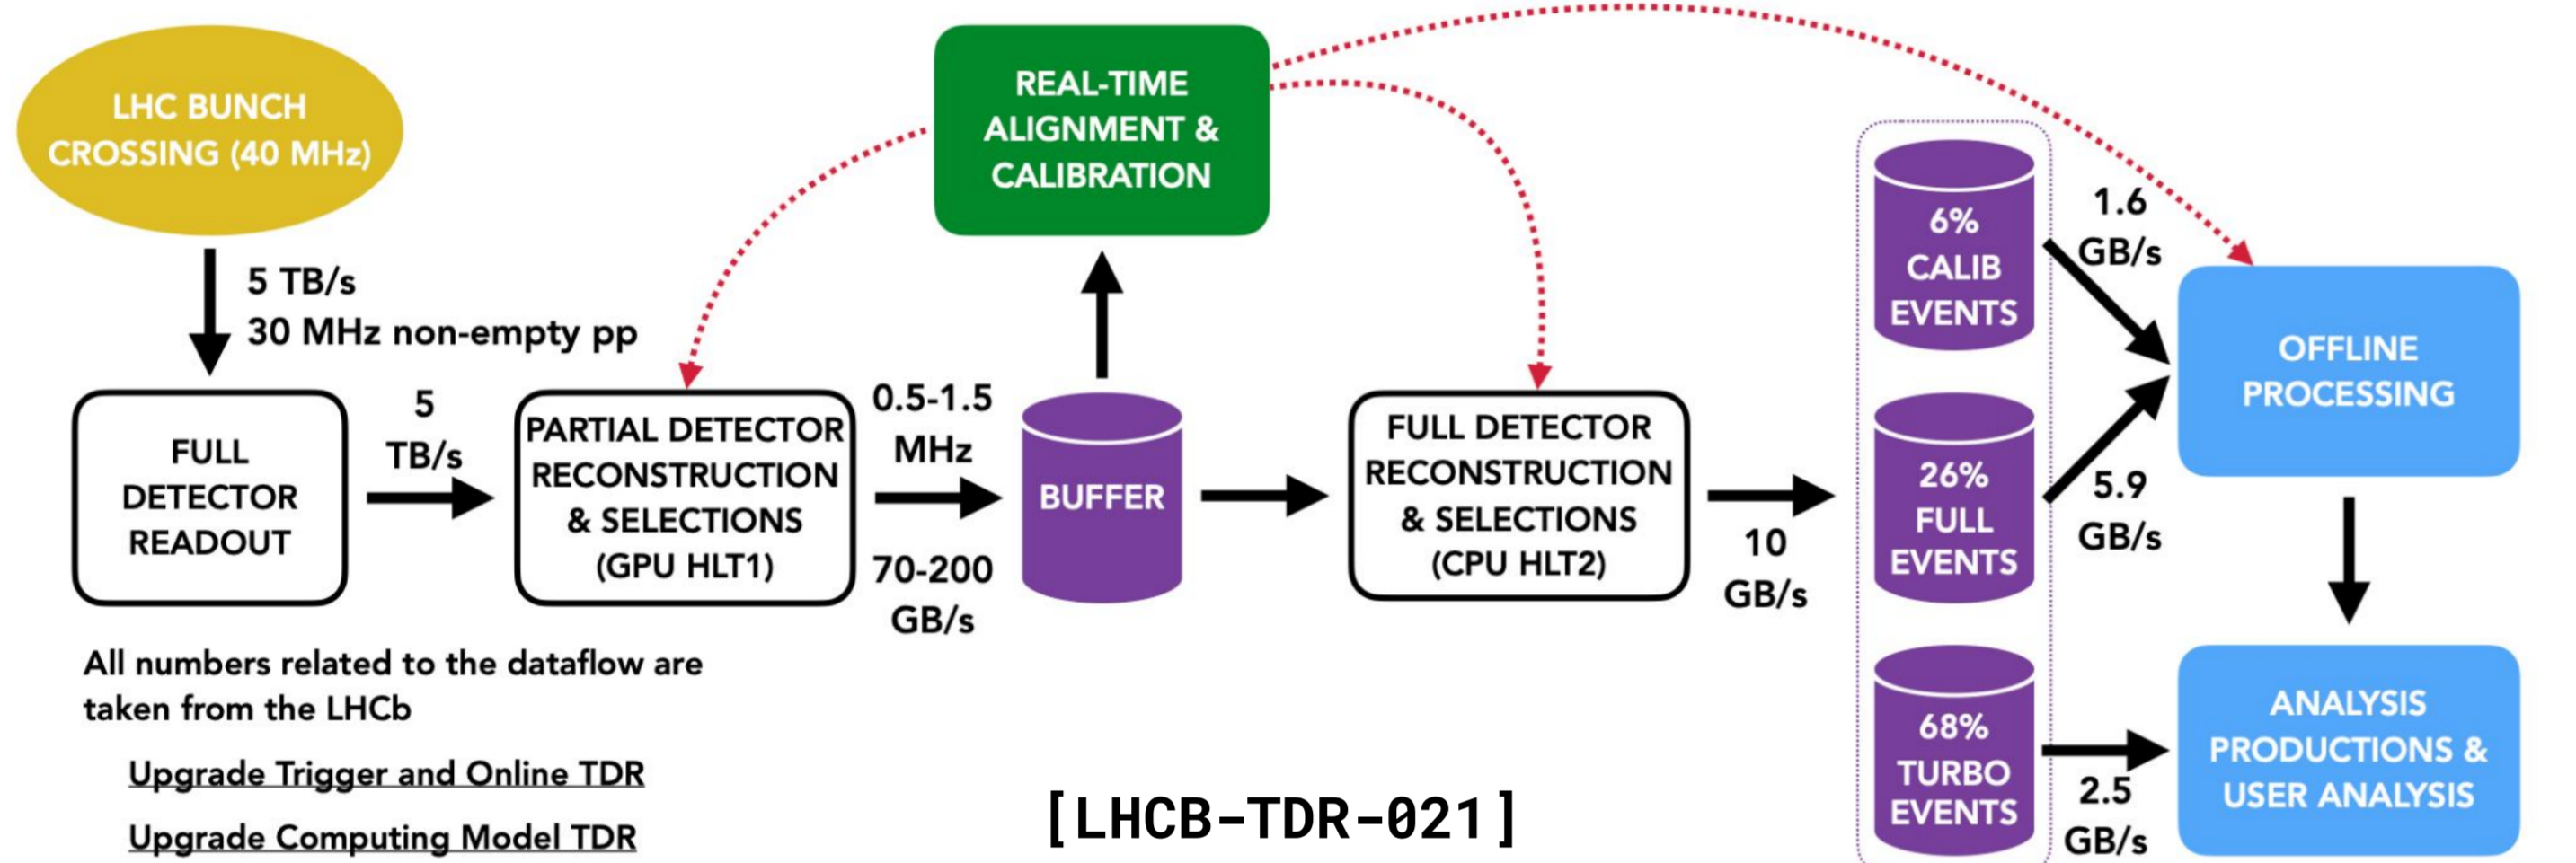 LHC BUNCH
CROSSING (40 MHz)
5 TB/s
30 MHz non-empty pp
FULL
DETECTOR
READOUT
5
TB/s
PARTIAL DETECTOR
RECONSTRUCTION
& SELECTIONS
(GPU HLT1)
0.5-1.5
MHz
70-200
GB/s
BUFFER
REAL-TIME
ALIGNMENT &
CALIBRATION
FULL DETECTOR
RECONSTRUCTION
& SELECTIONS
(CPU HLT2)
10
GB/s
6%
CALIB
EVENTS
1.6
GB/s
26%
FULL
EVENTS
5.9
GB/s
68%
TURBO
EVENTS
2.5
GB/s
OFFLINE
PROCESSING
ANALYSIS
PRODUCTIONS &
USER ANALYSIS
All numbers related to the dataflow are
taken from the LHCb
Upgrade Trigger and Online TDR
Upgrade Computing Model TDR
[LHCB-TDR-021]